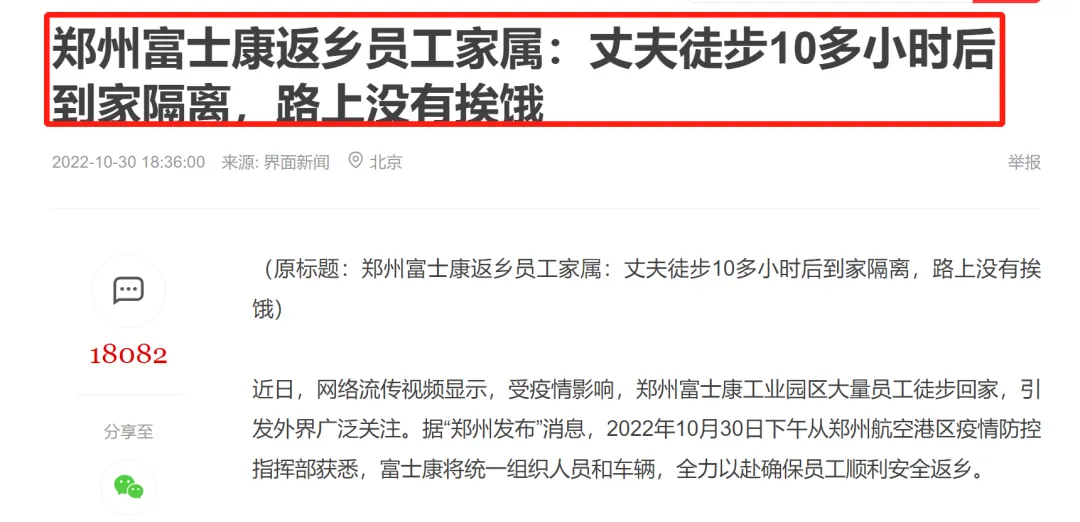 郑州富士康返乡员工家属：丈夫徒步10多小时后
到家隔离，路上没有挨饿
2022-10-30 18:36:00 来源: 界面新闻 北京
举报
18082
分享至
（原标题：郑州富士康返乡员工家属：丈夫徒步10多小时后到家隔离，路上没有挨
饿）
近日，网络流传视频显示，受疫情影响，郑州富士康工业园区大量员工徒步回家，引
发外界广泛关注。据“郑州发布”消息，2022年10月30日下午从郑州航空港区疫情防控
指挥部获悉，富士康将统一组织人员和车辆，全力以赴确保员工顺利安全返乡。